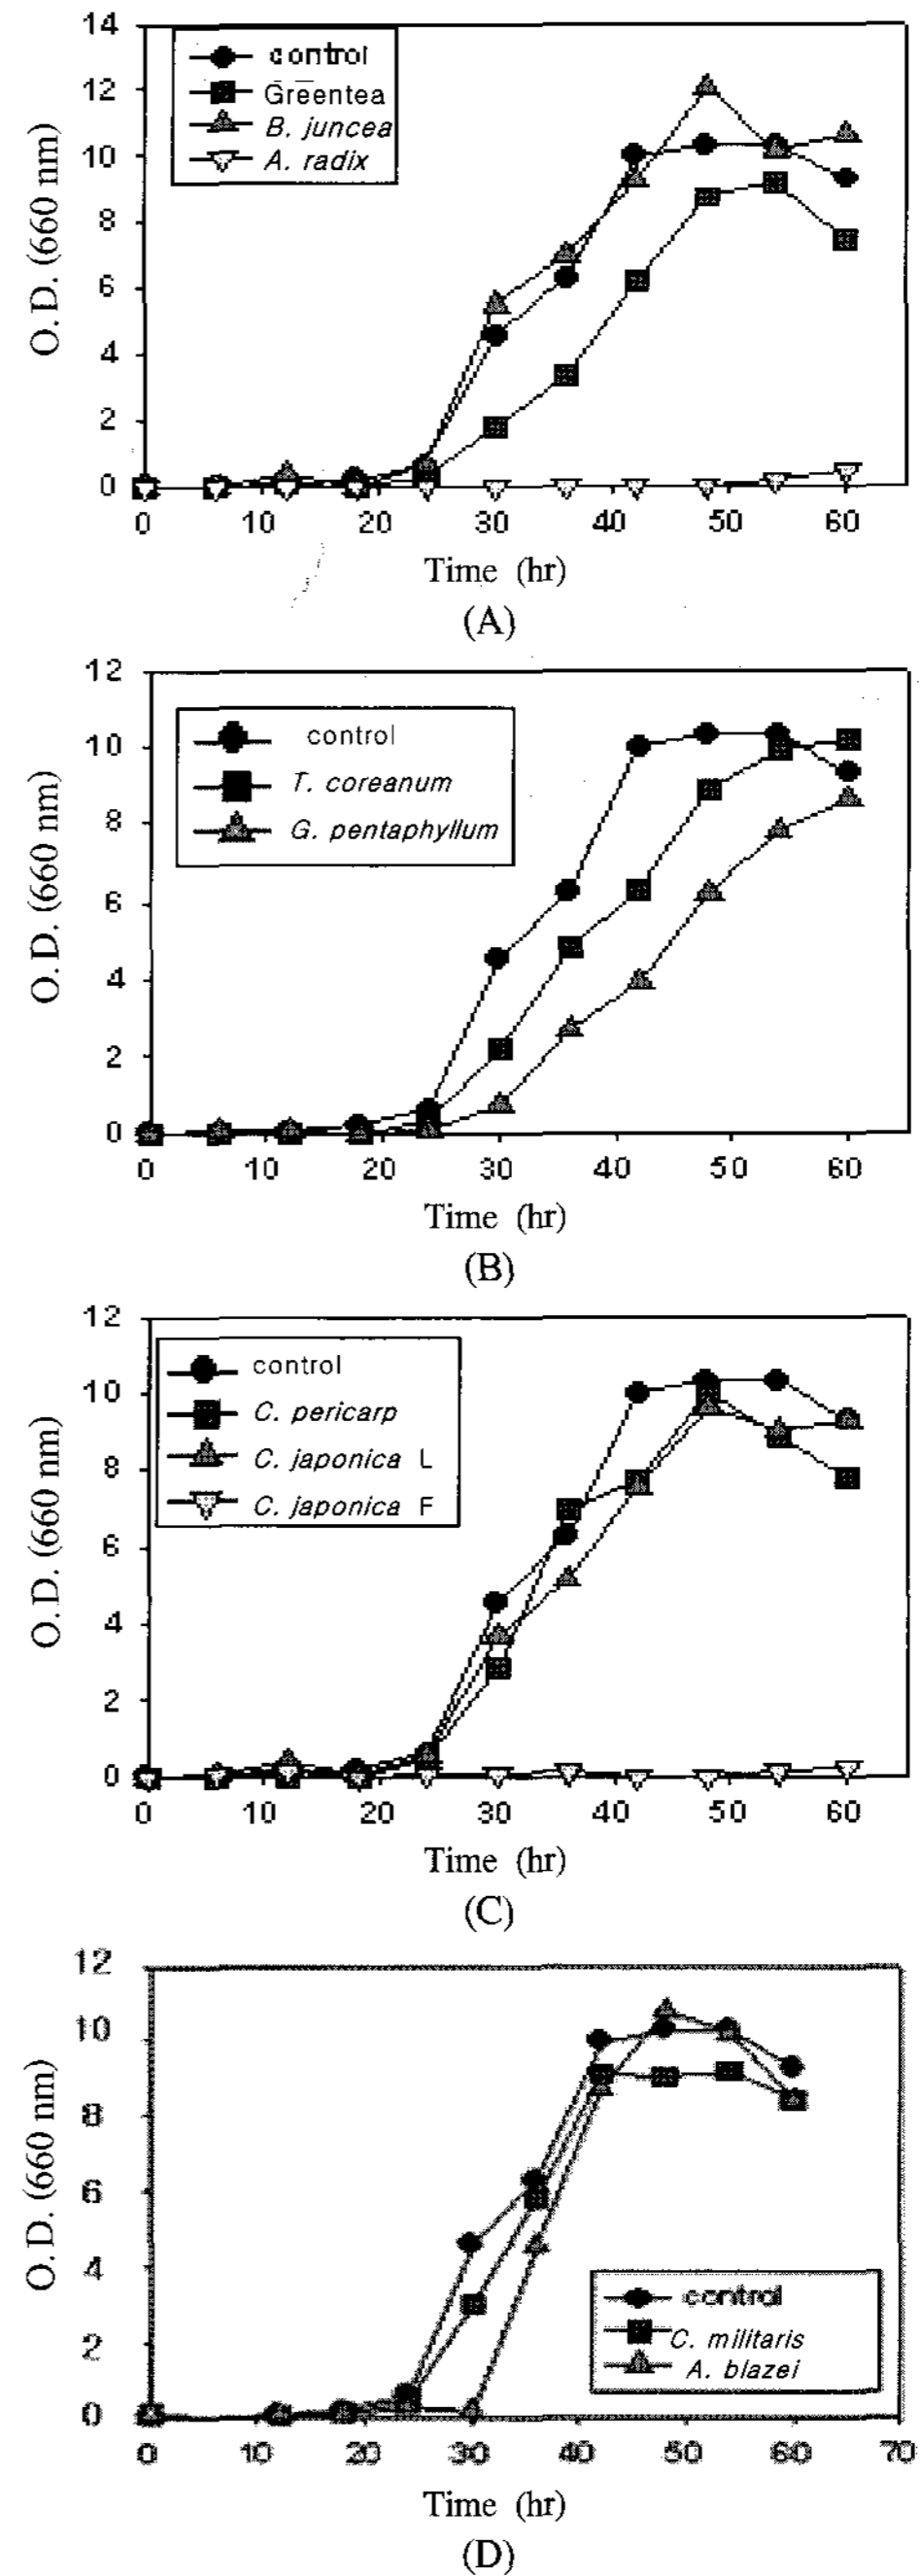 14
12
10
8
6
4
2
0
O.D. (660 nm)
control
Greentea
B. juncea
A. radix
0 10 20 30 40 50 60
Time (hr)
(A)
12
10
8
6
4
2
0
O.D. (660 nm)
control
T. coreanum
G. pentaphyllum
0 10 20 30 40 50 60
Time (hr)
(B)
12
10
8
6
4
2
0
O.D. (660 nm)
control
C. pericarp
C. japonica L
C. japonica F
0 10 20 30 40 50 60
Time (hr)
(C)
12
10
8
6
4
2
0
O.D. (660 nm)
control
C. militaris
A. blazei
0 10 20 30 40 50 60 70
Time (hr)
(D)